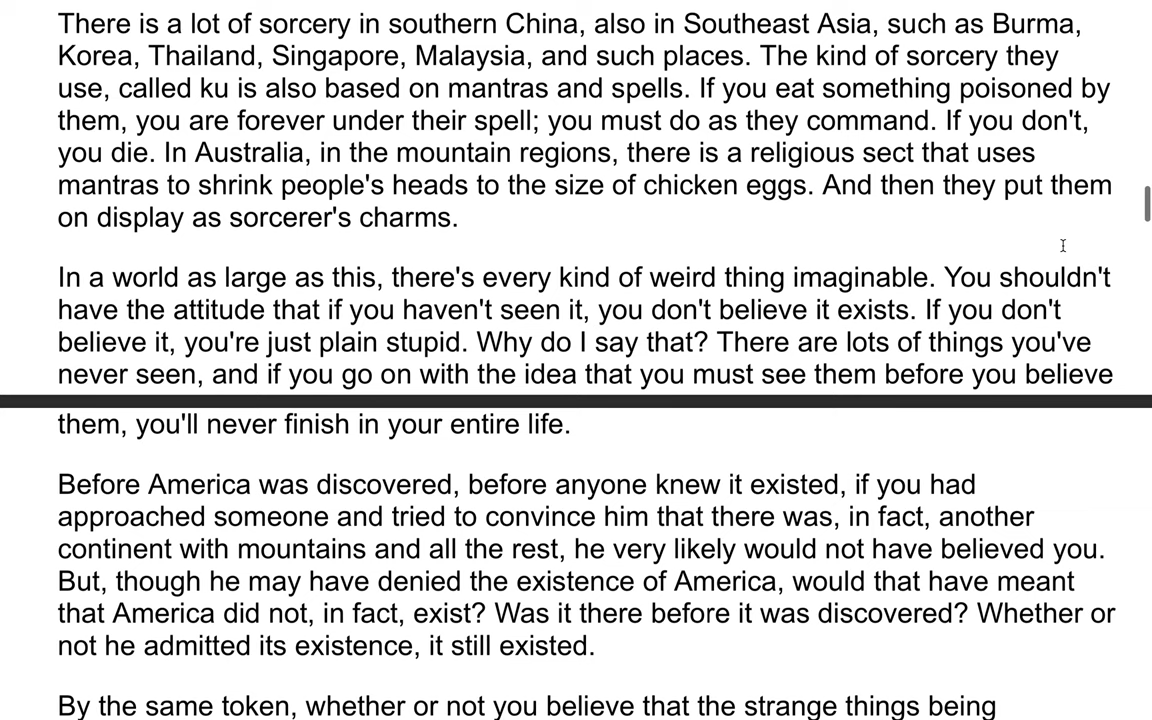 There is a lot of sorcery in southern China, also in Southeast Asia, such as Burma,
Korea, Thailand, Singapore, Malaysia, and such places. The kind of sorcery they
use, called ku is also based on mantras and spells. If you eat something poisoned by
them, you are forever under their spell; you must do as they command. If you don't,
you die. In Australia, in the mountain regions, there is a religious sect that uses
mantras to shrink people's heads to the size of chicken eggs. And then they put them
on display as sorcerer's charms.
In a world as large as this, there's every kind of weird thing imaginable. You shouldn't
have the attitude that if you haven't seen it, you don't believe it exists. If you don't
believe it, you're just plain stupid. Why do I say that? There are lots of things you've
never seen, and if you go on with the idea that you must see them before you believe
them, you'll never finish in your entire life.
Before America was discovered, before anyone knew it existed, if you had
approached someone and tried to convince him that there was, in fact, another
continent with mountains and all the rest, he very likely would not have believed you.
But, though he may have denied the existence of America, would that have meant
that America did not, in fact, exist? Was it there before it was discovered? Whether or
not he admitted its existence, it still existed.
By the same token, whether or not you believe that the strange things being